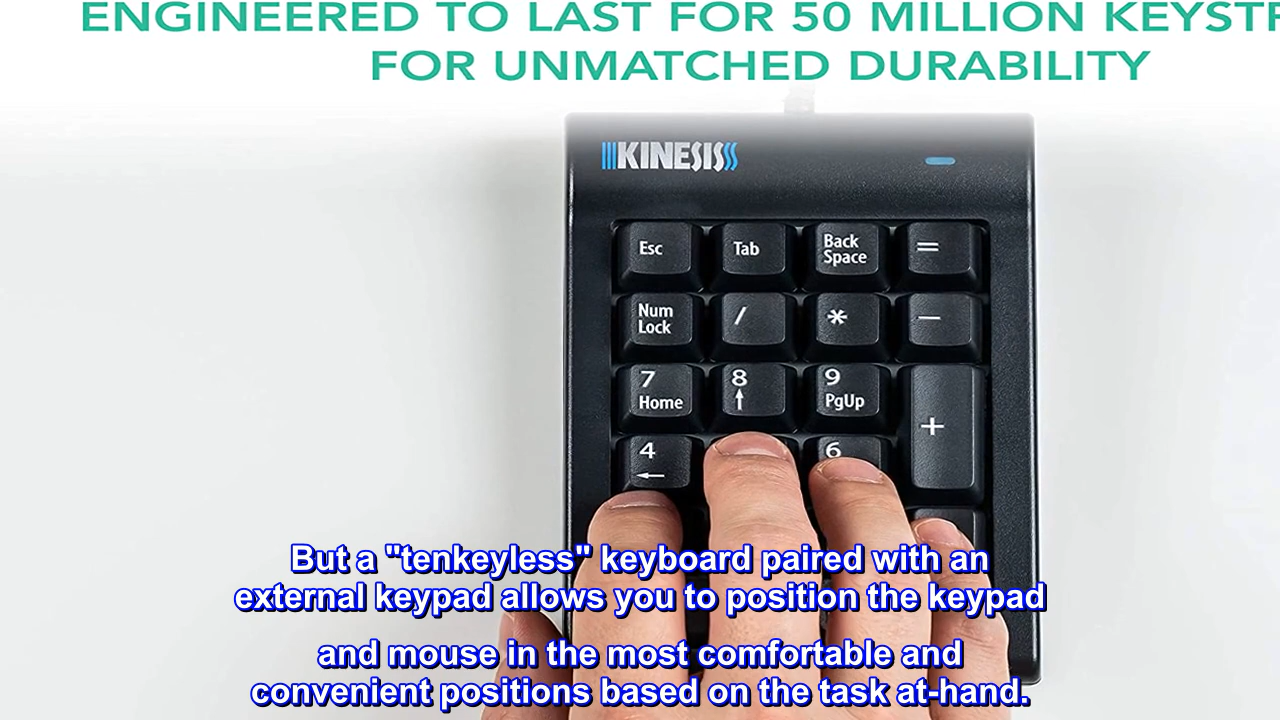 ENGINEERED TO LAST FOR 50 MILLION
FOR UNMATCHED DURABILITY
KINESIS
Esc Tab Back Space =
Num Lock / * −
7 Home 8 ↑ 9 PgUp +
4 ← 6
But a "tenkeyless" keyboard paired with an
external keypad allows you to position the keypad
and mouse in the most comfortable and
convenient positions based on the task at-hand.